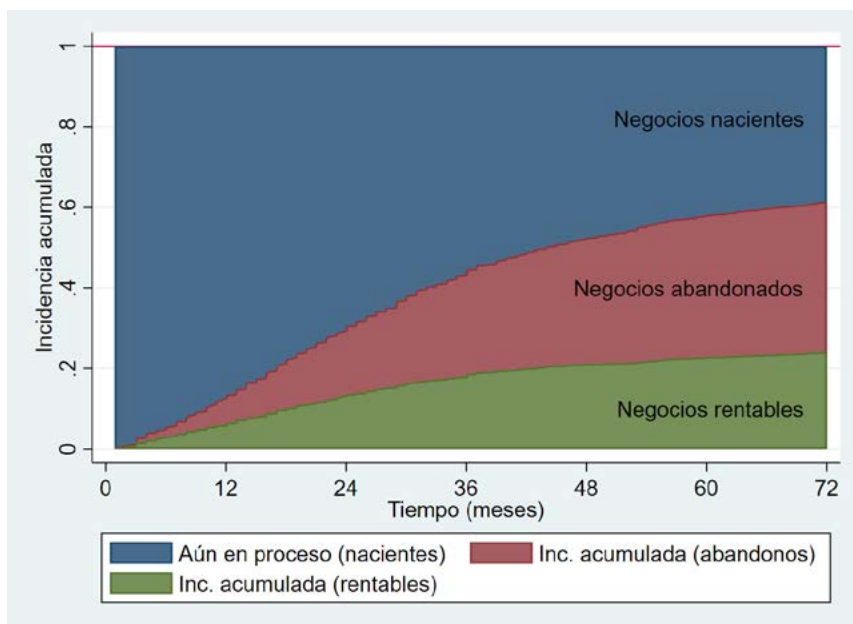 Incidencia acumulada
1
.8
.6
.4
.2
0
Negocios nacientes
Negocios abandonados
Negocios rentables
0 12 24 36 48 60 72
Tiempo (meses)
Aún en proceso (nacientes) Inc. acumulada (abandonos)
Inc. acumulada (rentables)